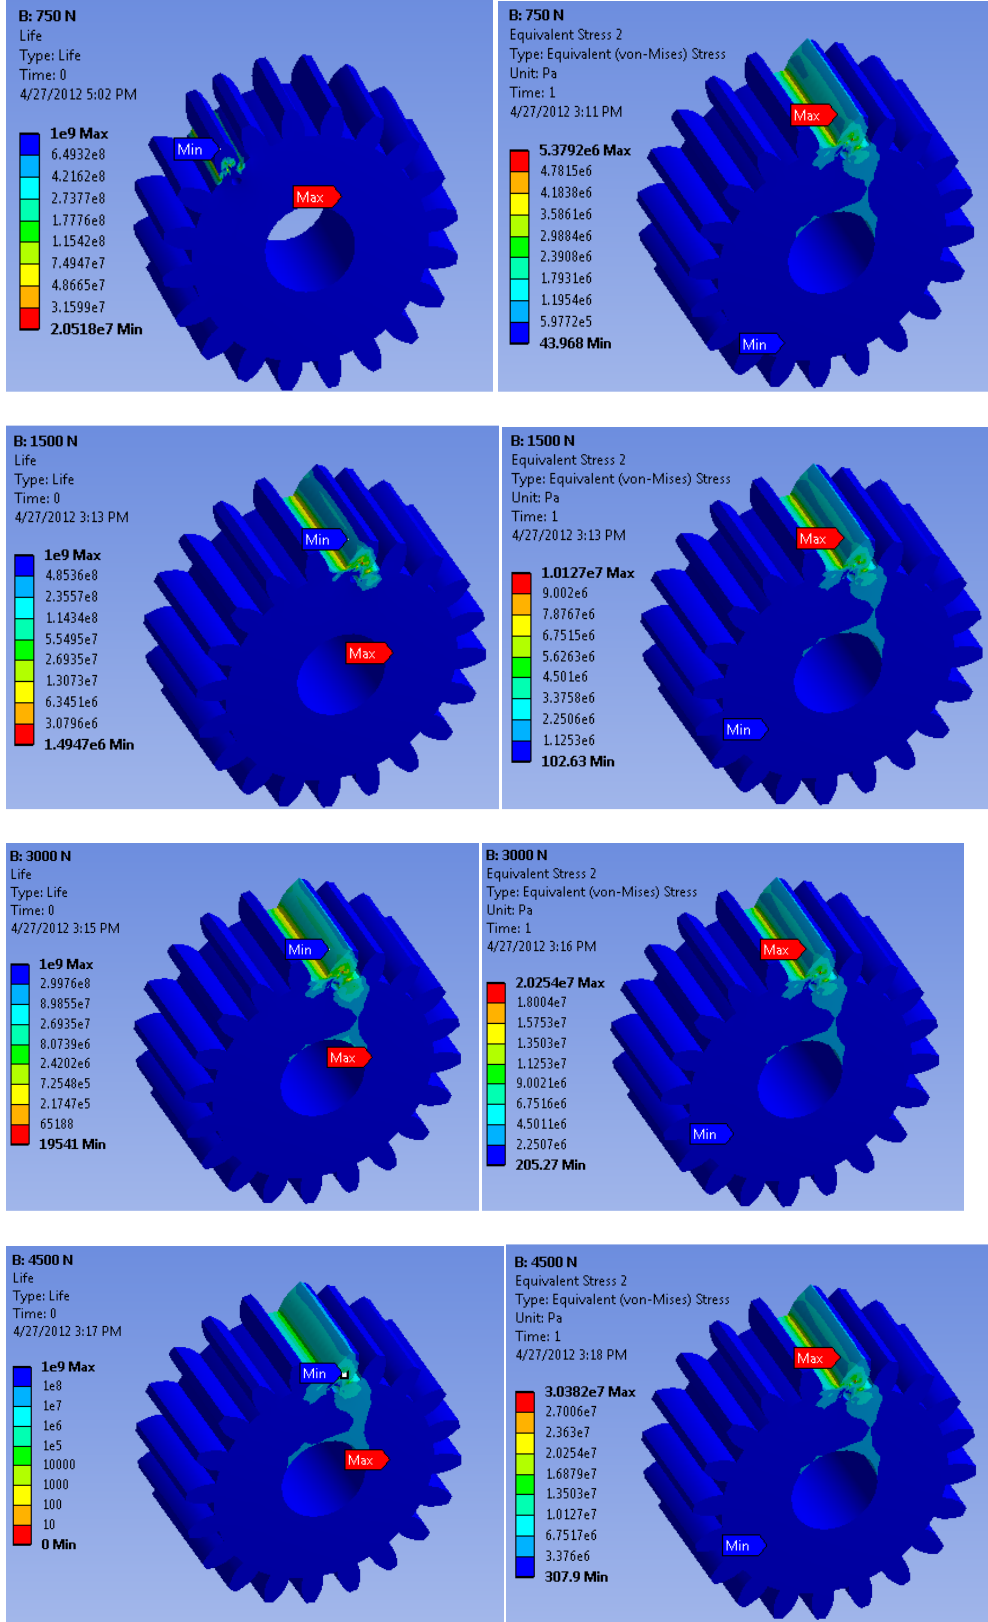 B: 750 N
Life
Type: Life
Time: 0
4/27/2012 5:02 PM
1e9 Max
6.4932e8
4.2162e8
2.7377e8
1.7776e8
1.1542e8
7.4947e7
4.8665e7
3.1599e7
2.0518e7 Min
Min
Max
B: 750 N
Equivalent Stress 2
Type: Equivalent (von-Mises) Stress
Unit: Pa
Time: 1
4/27/2012 3:11 PM
5.3792e6 Max
4.7815e6
4.1838e6
3.5861e6
2.9884e6
2.3908e6
1.7931e6
1.1954e6
5.9772e5
43.968 Min
Max
Min
B: 1500 N
Life
Type: Life
Time: 0
4/27/2012 3:13 PM
1e9 Max
4.8536e8
2.3557e8
1.1434e8
5.5495e7
2.6935e7
1.3073e7
6.3451e6
3.0796e6
1.4947e6 Min
Min
Max
B: 1500 N
Equivalent Stress 2
Type: Equivalent (von-Mises) Stress
Unit: Pa
Time: 1
4/27/2012 3:13 PM
1.0127e7 Max
9.002e6
7.8767e6
6.7515e6
5.6263e6
4.501e6
3.3758e6
2.2506e6
1.1253e6
102.63 Min
Max
Min
B: 3000 N
Life
Type: Life
Time: 0
4/27/2012 3:15 PM
1e9 Max
2.9976e8
8.9855e7
2.6935e7
8.0739e6
2.4202e6
7.2548e5
2.1747e5
65188
19541 Min
Min
Max
B: 3000 N
Equivalent Stress 2
Type: Equivalent (von-Mises) Stress
Unit: Pa
Time: 1
4/27/2012 3:16 PM
2.0254e7 Max
1.8004e7
1.5753e7
1.3503e7
1.1253e7
9.0021e6
6.7516e6
4.5011e6
2.2507e6
205.27 Min
Max
Min
B: 4500 N
Life
Type: Life
Time: 0
4/27/2012 3:17 PM
1e9 Max
1e8
1e7
1e6
1e5
10000
1000
100
10
0 Min
Min
Max
B: 4500 N
Equivalent Stress 2
Type: Equivalent (von-Mises) Stress
Unit: Pa
Time: 1
4/27/2012 3:18 PM
3.0382e7 Max
2.7006e7
2.363e7
2.0254e7
1.6879e7
1.3503e7
1.0127e7
6.7517e6
3.376e6
307.9 Min
Max
Min